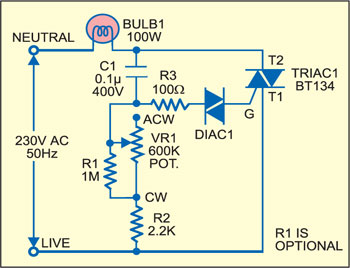 BULB1
100W
NEUTRAL
C1
0.1µ
400V
R3
100Ω
T2
TRIAC1
BT134
T1
G
DIAC1
ACW
VR1
600K
POT.
230V AC
50Hz
R1
1M
CW
R2
2.2K
LIVE
R1 IS
OPTIONAL